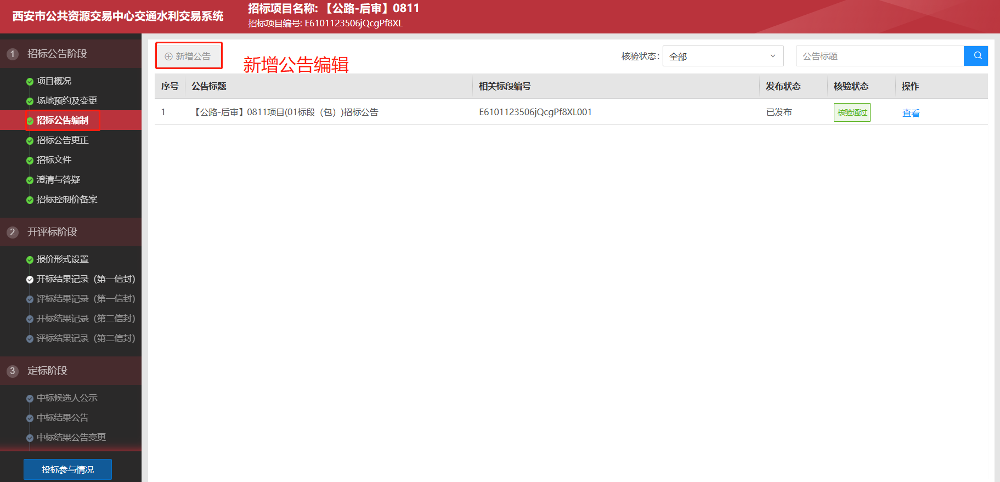 西安市公共资源交易中心交通水利交易系统
招标项目名称:【公路-后审】0811
招标项目编号: E6101123506jQcgPf8XL
1 招标公告阶段
项目概况
场地预约及变更
招标公告编制
招标公告更正
招标文件
澄清与答疑
招标控制价备案
2 开评标阶段
报价形式设置
开标结果记录（第一信封）
评标结果记录（第一信封）
开标结果记录（第二信封）
评标结果记录（第二信封）
3 定标阶段
中标候选人公示
中标结果公告
中标结果公告变更
投标参与情况
新增公告
新增公告编辑
核验状态: 全部 公告标题
序号 公告标题 相关标段编号 发布状态 核验状态 操作
1 【公路-后审】0811项目(01标段（包）)招标公告 E6101123506jQcgPf8XL001 已发布 核验通过 查看